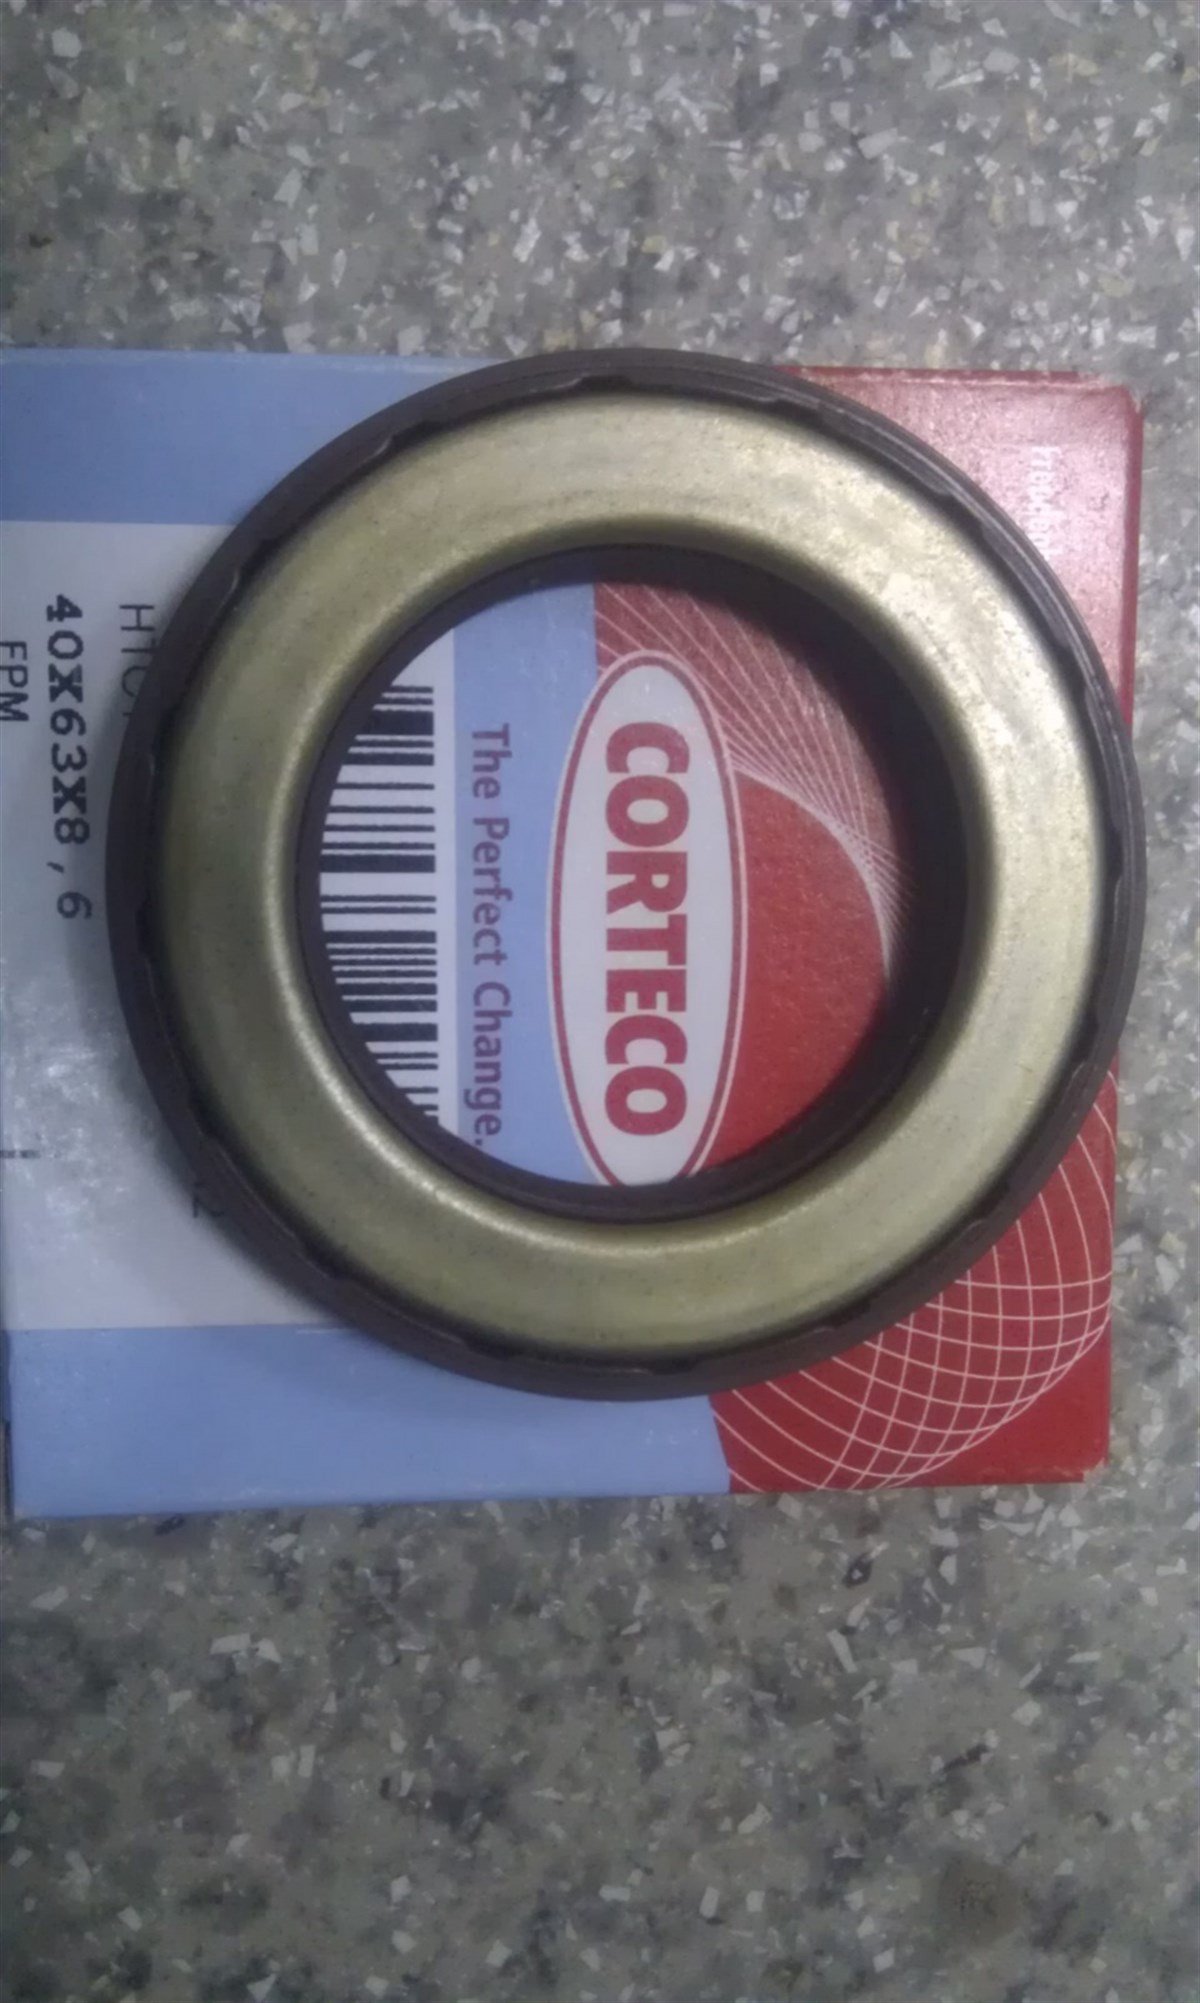 CORTECO
The Perfect Change.
40X63X8,6
FPM